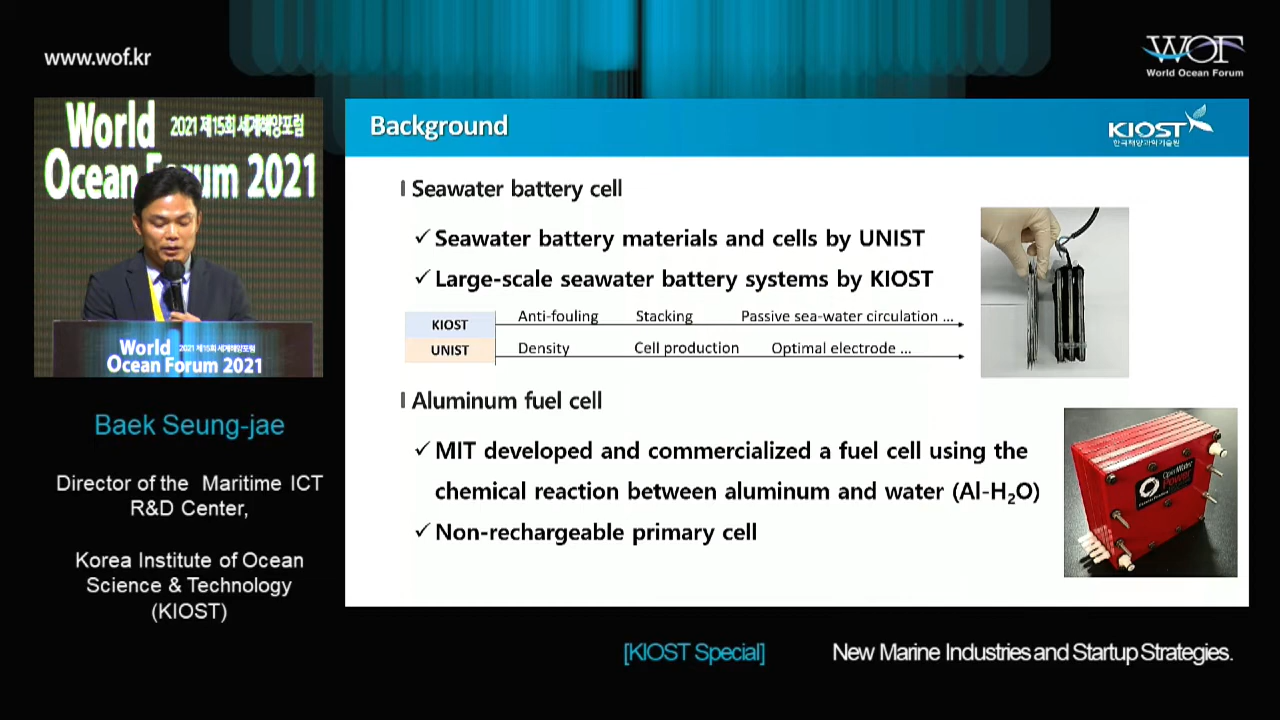 www.wof.kr
WOF
World Ocean Forum
World 2021 제15회 세계해양포럼
Ocean Forum 2021
World 2021 제15회 세계해양포럼
Ocean Forum 2021
Baek Seung-jae
Director of the Maritime ICT
R&D Center,
Korea Institute of Ocean
Science & Technology
(KIOST)
Background
KIOST
한국해양과학기술원
Seawater battery cell
✓ Seawater battery materials and cells by UNIST
✓ Large-scale seawater battery systems by KIOST
KIOST Anti-fouling Stacking Passive sea-water circulation ...
UNIST Density Cell production Optimal electrode ...
Aluminum fuel cell
✓ MIT developed and commercialized a fuel cell using the
chemical reaction between aluminum and water (Al-H₂O)
✓ Non-rechargeable primary cell
OpenWater
Power
[KIOST Special] New Marine Industries and Startup Strategies.